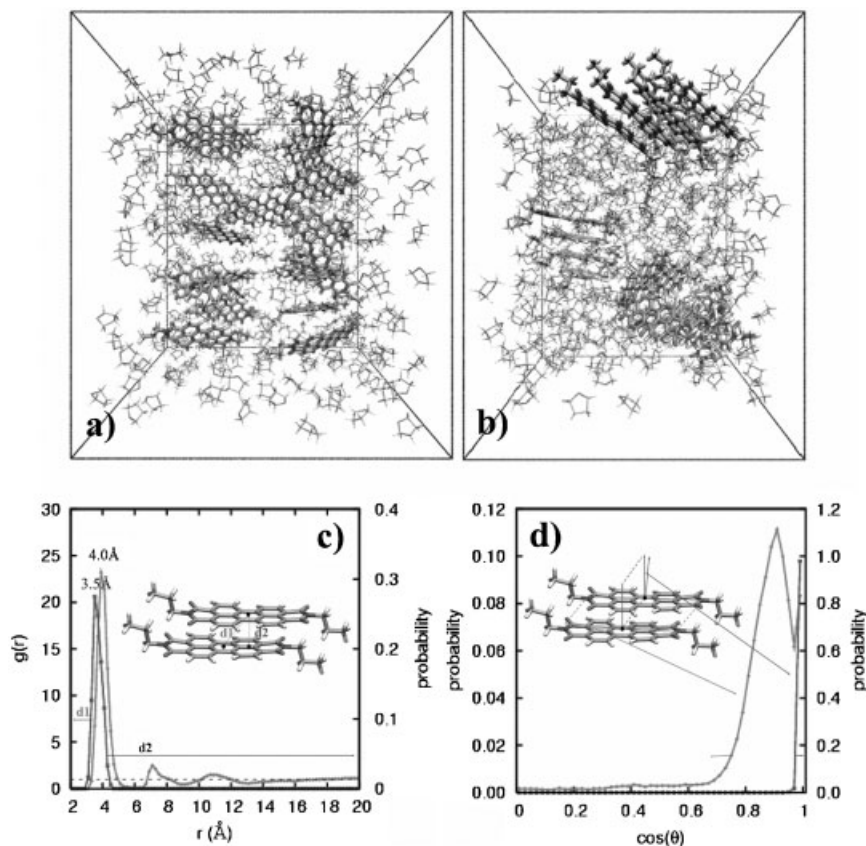 a)
b)
c)
30
25
20
15
10
5
0
g(r)
4.0Å
3.5Å
d1
d2
d1
d2
0.4
0.3
0.2
0.1
0
probability
2 4 6 8 10 12 14 16 18 20
r (Å)
d)
0.12
0.10
0.08
0.06
0.04
0.02
0.00
probability
1.2
1.0
0.8
0.6
0.4
0.2
0.0
probability
0 0.2 0.4 0.6 0.8 1
cos(θ)